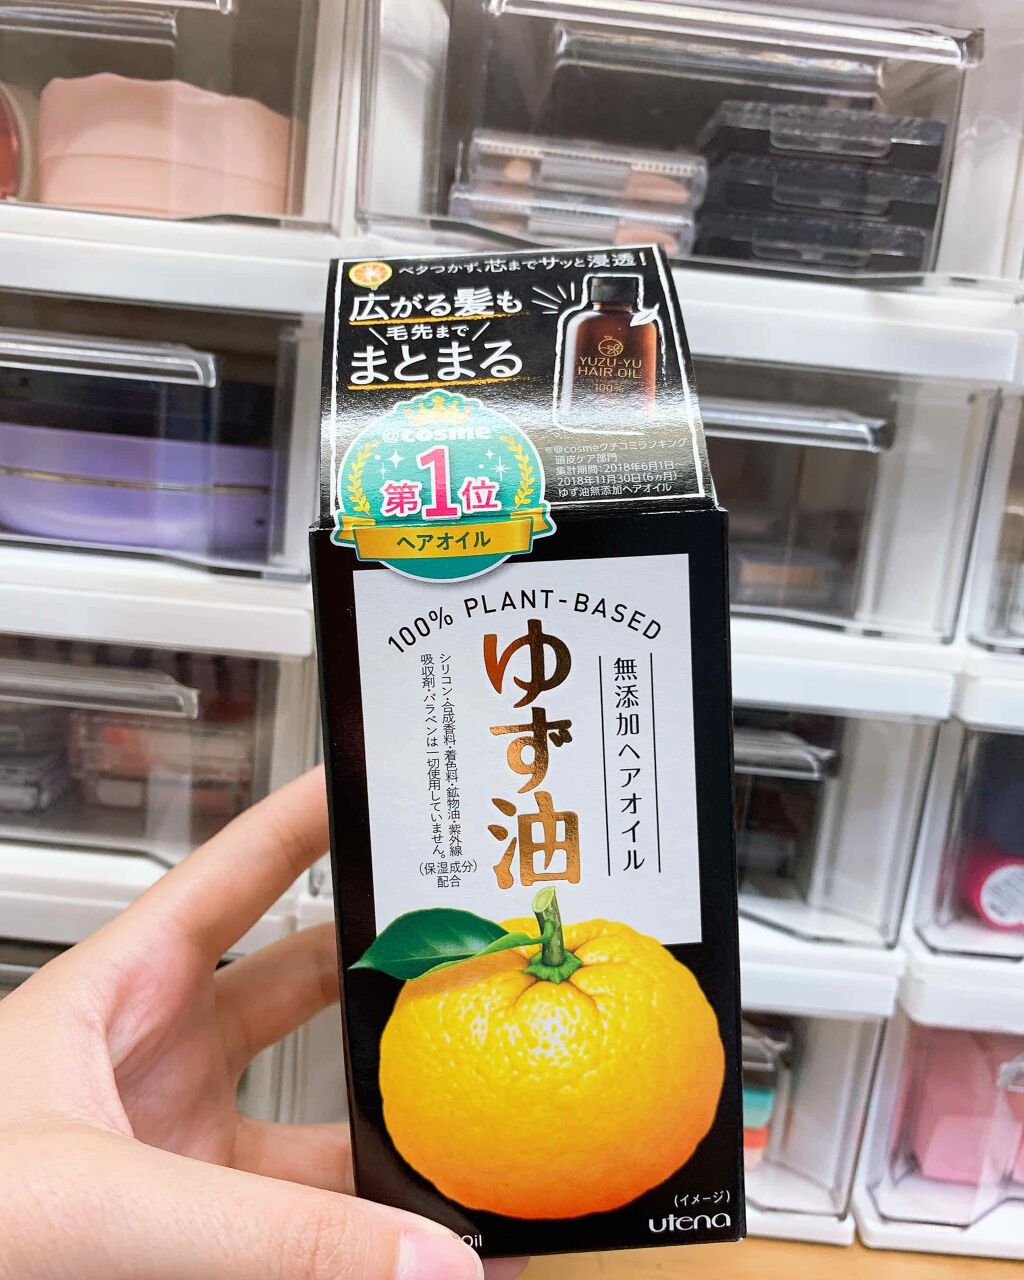 ベタつかず、芯までサッと浸透！
広がる髪も
毛先まで
まとまる
YUZU-YU
HAIR OIL
100%
@cosme
第1位
ヘアオイル
※@cosmeクチコミランキング
頭皮ケア部門
集計期間：2018年6月1日-
2018年11月30日(6ヵ月)
ゆず油無添加ヘアオイル
100% PLANT-BASED
無添加ヘアオイル
ゆず油
シリコン・合成香料・着色料・鉱物油・紫外線
吸収剤・パラベンは一切使用していません。
(保湿成分)
配合
(イメージ)
utena
Oil